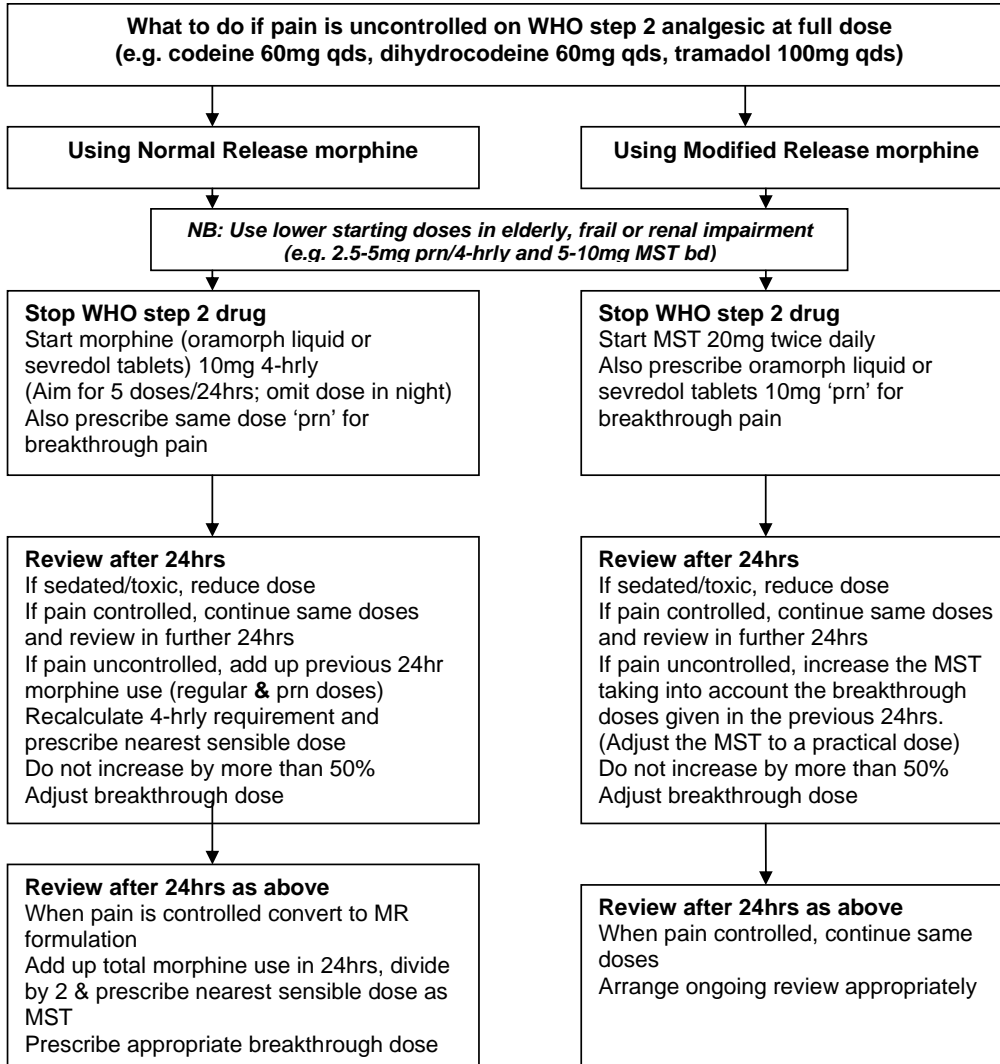 What to do if pain is uncontrolled on WHO step 2 analgesic at full dose
(e.g. codeine 60mg qds, dihydrocodeine 60mg qds, tramadol 100mg qds)
Using Normal Release morphine
Using Modified Release morphine
NB: Use lower starting doses in elderly, frail or renal impairment
(e.g. 2.5-5mg prn/4-hrly and 5-10mg MST bd)
Stop WHO step 2 drug
Start morphine (oramorph liquid or
sevredol tablets) 10mg 4-hrly
(Aim for 5 doses/24hrs; omit dose in night)
Also prescribe same dose ‘prn’ for
breakthrough pain
Stop WHO step 2 drug
Start MST 20mg twice daily
Also prescribe oramorph liquid or
sevredol tablets 10mg ‘prn’ for
breakthrough pain
Review after 24hrs
If sedated/toxic, reduce dose
If pain controlled, continue same doses
and review in further 24hrs
If pain uncontrolled, add up previous 24hr
morphine use (regular & prn doses)
Recalculate 4-hrly requirement and
prescribe nearest sensible dose
Do not increase by more than 50%
Adjust breakthrough dose
Review after 24hrs
If sedated/toxic, reduce dose
If pain controlled, continue same doses
and review in further 24hrs
If pain uncontrolled, increase the MST
taking into account the breakthrough
doses given in the previous 24hrs.
(Adjust the MST to a practical dose)
Do not increase by more than 50%
Adjust breakthrough dose
Review after 24hrs as above
When pain is controlled convert to MR
formulation
Add up total morphine use in 24hrs, divide
by 2 & prescribe nearest sensible dose as
MST
Prescribe appropriate breakthrough dose
Review after 24hrs as above
When pain controlled, continue same
doses
Arrange ongoing review appropriately